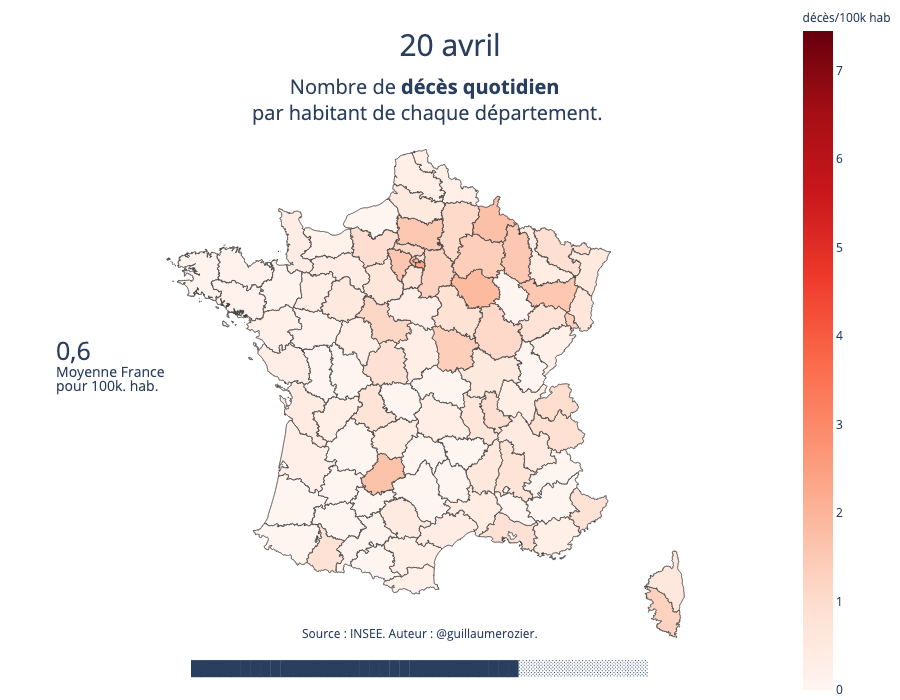 décès/100k hab
20 avril
Nombre de décès quotidien
par habitant de chaque département.
7
6
5
4
3
2
1
0
0,6
Moyenne France
pour 100k. hab.
Source : INSEE. Auteur : @guillaumerozier.